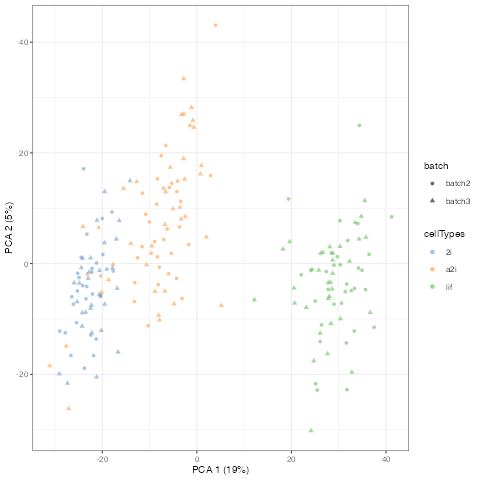 40
20
0
-20
PCA 2 (5%)
-20
0
20
40
PCA 1 (19%)
batch
batch2
batch3
cellTypes
2i
a2i
lif